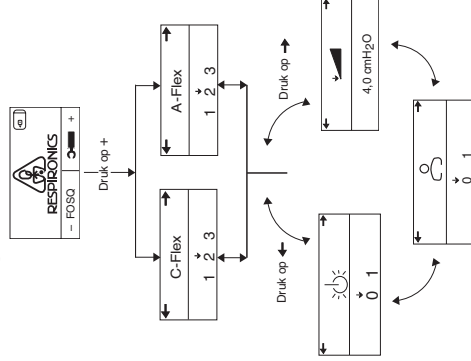 RESPIRONICS
– FOSQ +
Druk op +
C-Flex
1 2 3
A-Flex
1 2 3
Druk op
Druk op
0 1
4,0 cmH2O
0 1